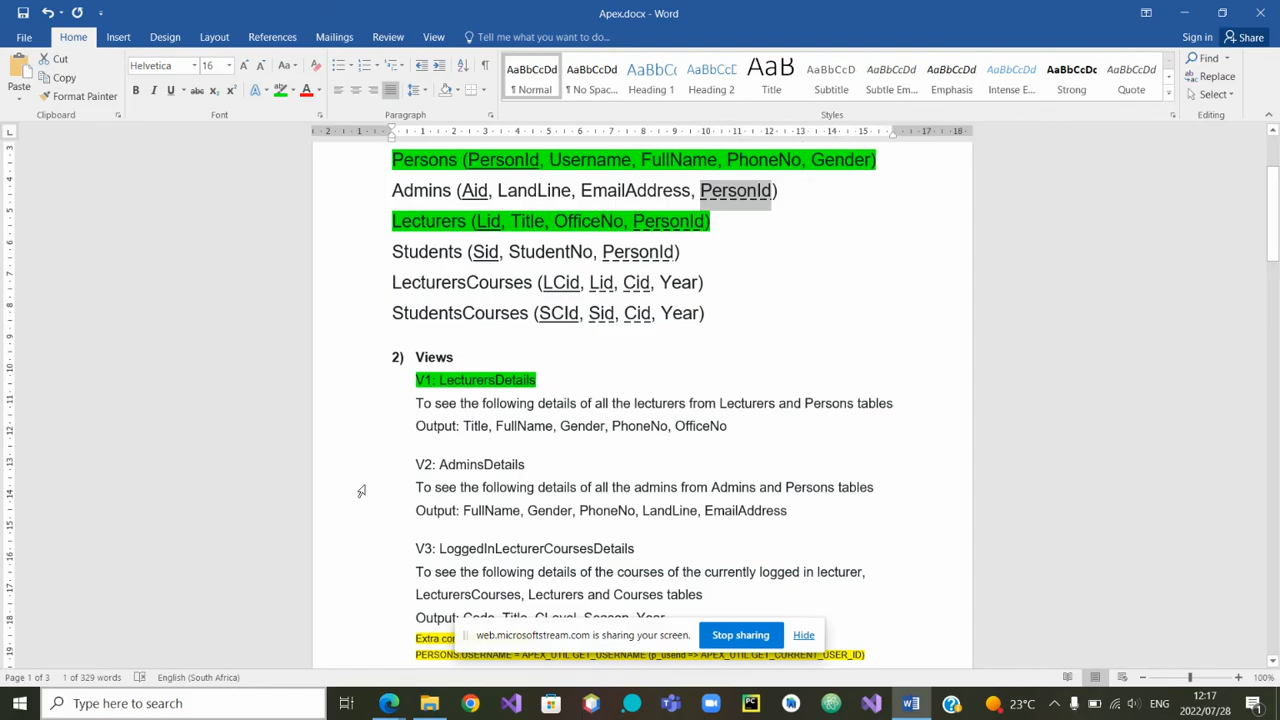 Apex.docx - Word
File
Home
Insert
Design
Layout
References
Mailings
Review
View
Tell me what you want to do...
Sign in
Share
Paste
Cut
Copy
Format Painter
Clipboard
Helvetica
16
Font
Paragraph
AaBbCcDd
¶ Normal
AaBbCcDd
¶ No Spac...
AaBbCc
Heading 1
AaBbCcD
Heading 2
AaB
Title
AaBbCcD
Subtitle
AaBbCcDd
Subtle Em...
AaBbCcDd
Emphasis
AaBbCcDd
Intense E...
AaBbCcDc
Strong
AaBbCcDd
Quote
Styles
Find
Replace
Select
Editing
Persons (PersonId, Username, FullName, PhoneNo, Gender)
Admins (Aid, LandLine, EmailAddress, PersonId)
Lecturers (Lid, Title, OfficeNo, PersonId)
Students (Sid, StudentNo, PersonId)
LecturersCourses (LCid, Lid, Cid, Year)
StudentsCourses (SCId, Sid, Cid, Year)
2) Views
V1: LecturersDetails
To see the following details of all the lecturers from Lecturers and Persons tables
Output: Title, FullName, Gender, PhoneNo, OfficeNo
V2: AdminsDetails
To see the following details of all the admins from Admins and Persons tables
Output: FullName, Gender, PhoneNo, LandLine, EmailAddress
V3: LoggedInLecturerCoursesDetails
To see the following details of the courses of the currently logged in lecturer,
LecturersCourses, Lecturers and Courses tables
Output: Code, Title, CLevel, Season, Year
Extra
PERSONS.USERNAME = APEX_UTIL.GET_USERNAME (p_userid => APEX_UTIL.GET_CURRENT_USER_ID)
web.microsoftstream.com is sharing your screen.
Stop sharing
Hide
Page 1 of 3
1 of 329 words
English (South Africa)
100%
Type here to search
23°C
ENG
12:17
2022/07/28